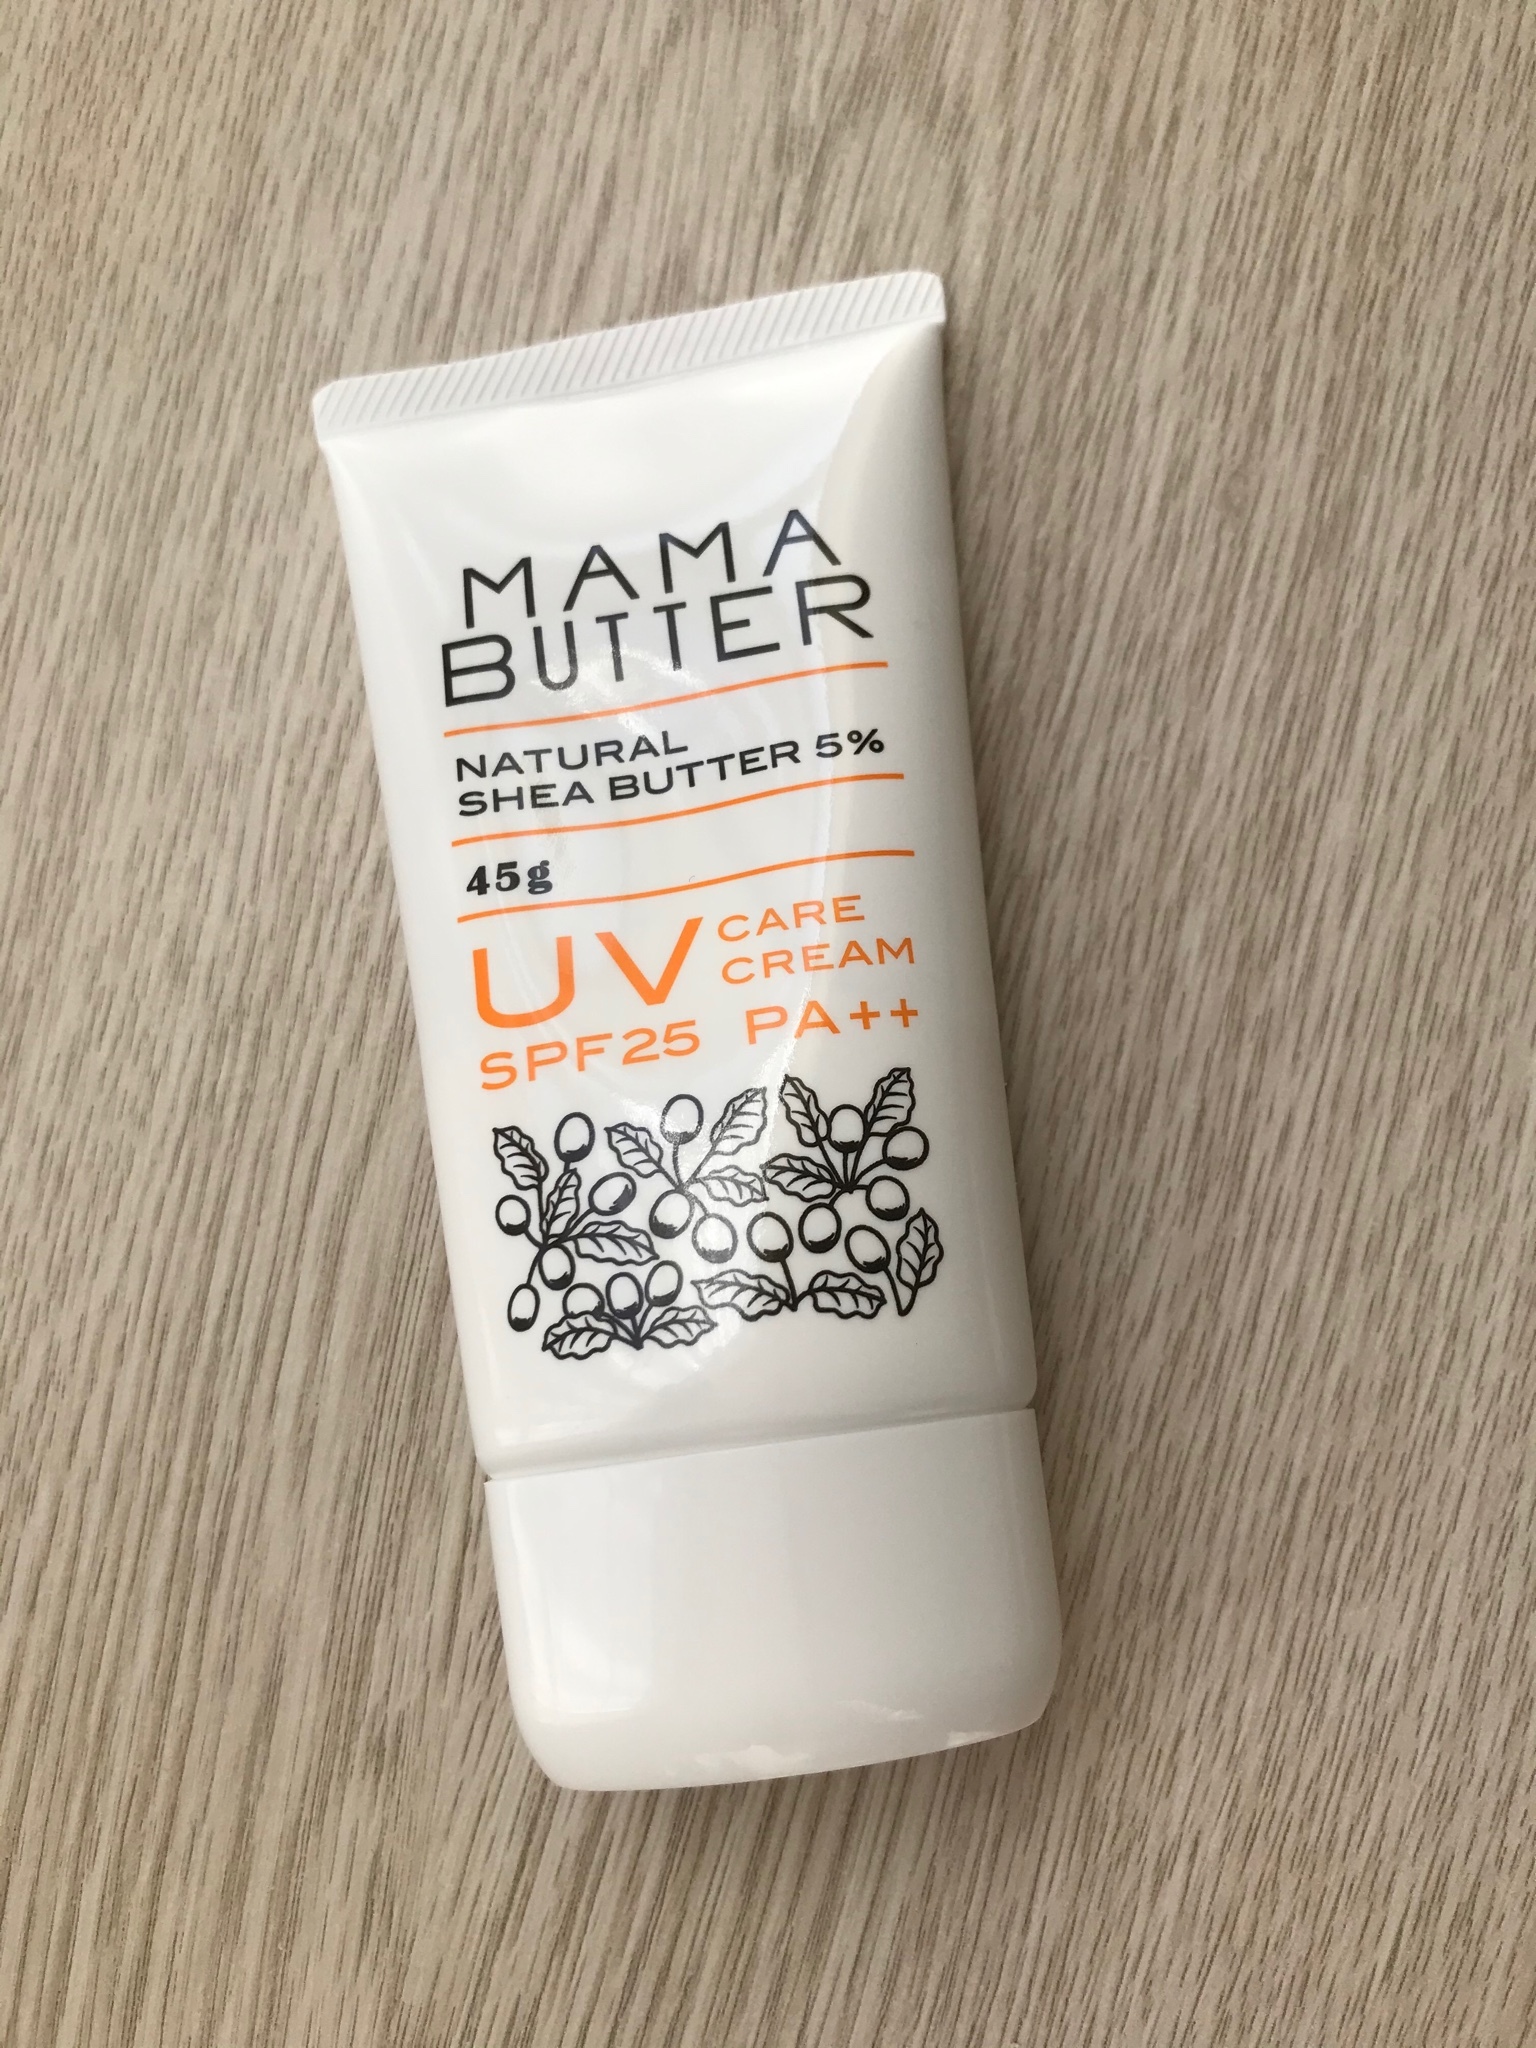 MAMA
BUTTER
NATURAL
SHEA BUTTER 5%
45g
UV CARE
CREAM
SPF25 PA++